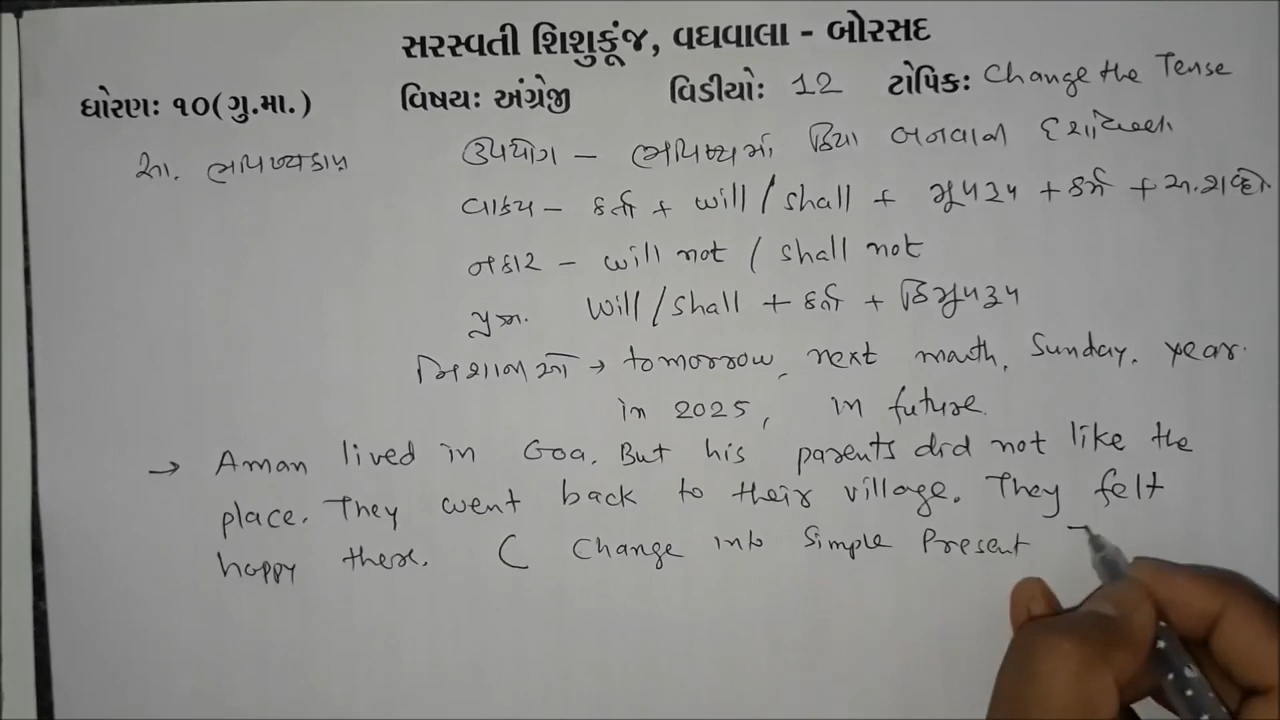 સરસ્વતી શિશુકૂંજ, વઘવાલા - બોરસદ
ધોરણઃ ૧૦(ગુ.મા.) વિષયઃ અંગ્રેજી વિડીયોઃ 12 ટોપિકઃ Change the Tense
સા. ભવિષ્યકાળ ઉપયોગ - ભવિષ્યમાં ક્રિયા બનવાની દર્શાવવા
વાક્ય - કર્તા + will / shall + મૂળરૂપ + કર્મ + અ.શબ્દો
નકાર - will not / shall not
પ્રશ્ન. Will / Shall + કર્તા + ક્રિમૂળરૂપ
નિશાનીઓ → tomorrow, next month, Sunday, year.
in 2025, in future.
→ Aman lived in Goa. But his parents did not like the
place. They went back to their village. They felt
happy there. ( Change into Simple Present